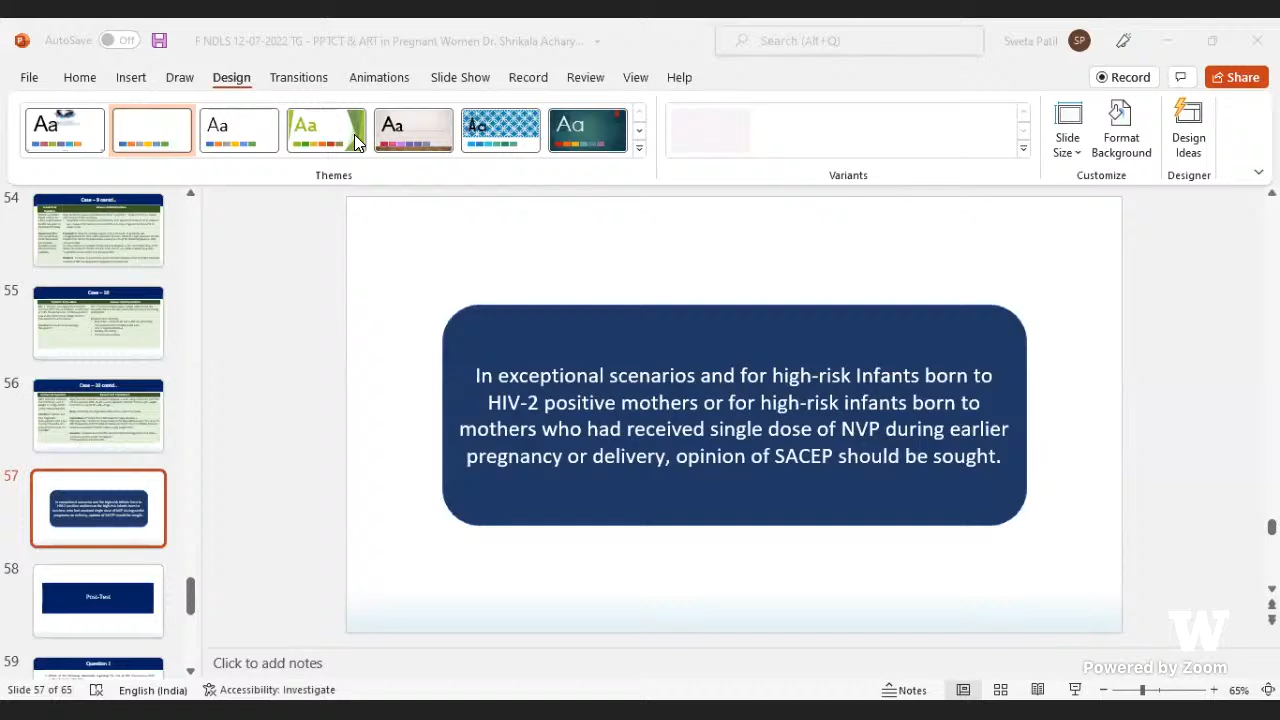 AutoSave Off F NDLS 12-07-2022 TG - PPTCT & ART in Pregnant Women Dr. Shrikala Achary... Search (Alt+Q) Sweta Patil SP
File Home Insert Draw Design Transitions Animations Slide Show Record Review View Help Record Share
Aa Aa Aa Aa Aa Aa
Slide Size Format Background Design Ideas
Themes Variants Customize Designer
54
Case – 9 contd..
55
Case – 10
56
Case – 10 contd..
57
In exceptional scenarios and for high-risk Infants born to
HIV-2 positive mothers or for high-risk infants born to
mothers who had received single dose of NVP during earlier
pregnancy or delivery, opinion of SACEP should be sought.
58
Post-Test
59
Question 1
Click to add notes
W
Powered by Zoom
Slide 57 of 65 English (India) Accessibility: Investigate Notes 65%